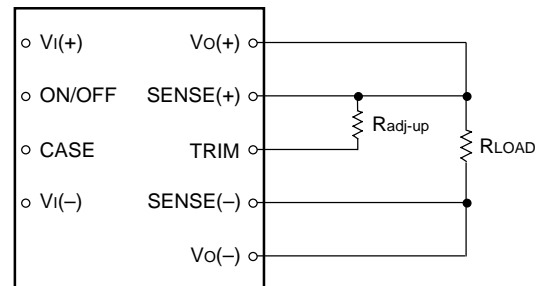 VI(+) VO(+)
ON/OFF SENSE(+)
Radj-up
RLOAD
CASE TRIM
VI(–) SENSE(–)
VO(–)